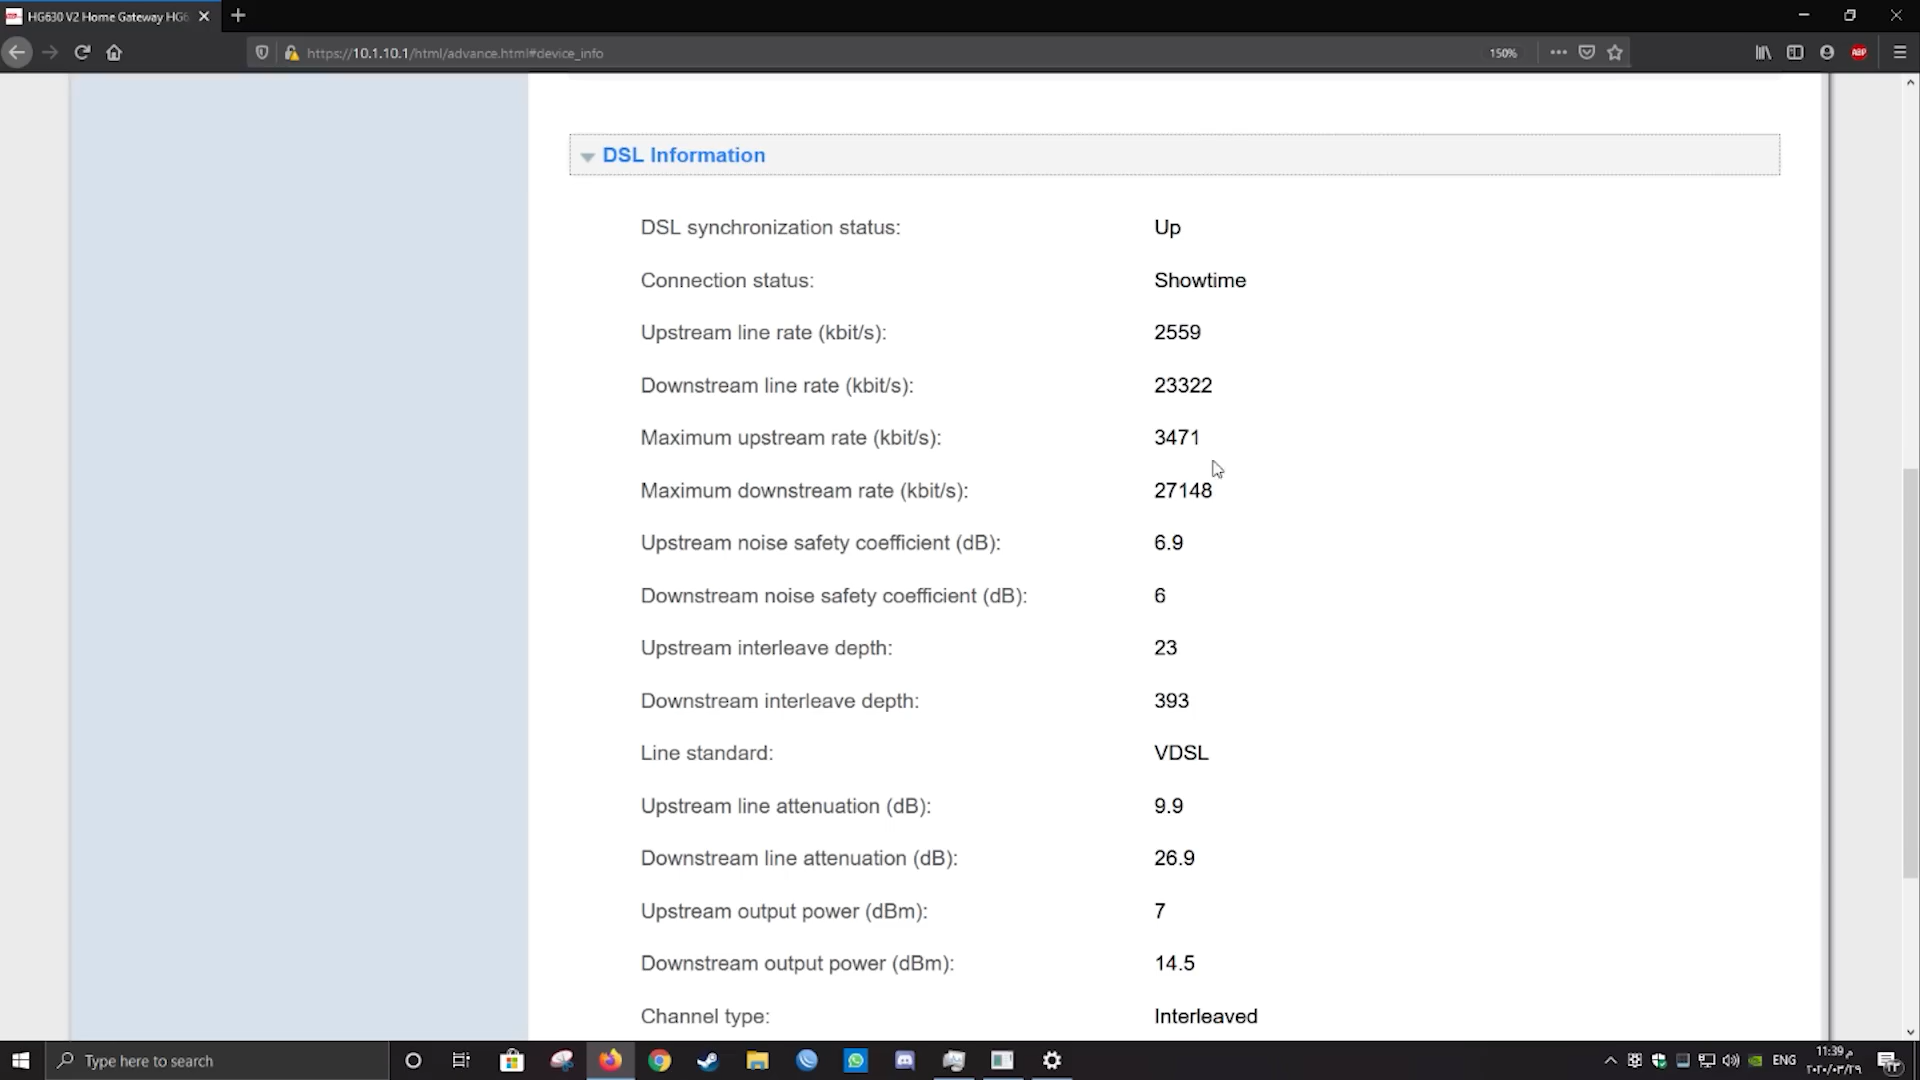 HG630 V2 Home Gateway HG6
https://10.1.10.1/html/advance.html#device_info
150%
ABP
DSL Information
DSL synchronization status: Up
Connection status: Showtime
Upstream line rate (kbit/s): 2559
Downstream line rate (kbit/s): 23322
Maximum upstream rate (kbit/s): 3471
Maximum downstream rate (kbit/s): 27148
Upstream noise safety coefficient (dB): 6.9
Downstream noise safety coefficient (dB): 6
Upstream interleave depth: 23
Downstream interleave depth: 393
Line standard: VDSL
Upstream line attenuation (dB): 9.9
Downstream line attenuation (dB): 26.9
Upstream output power (dBm): 7
Downstream output power (dBm): 14.5
Channel type: Interleaved
Type here to search
ENG
11:39 م
٢٠٢٠/٠٣/٢٩